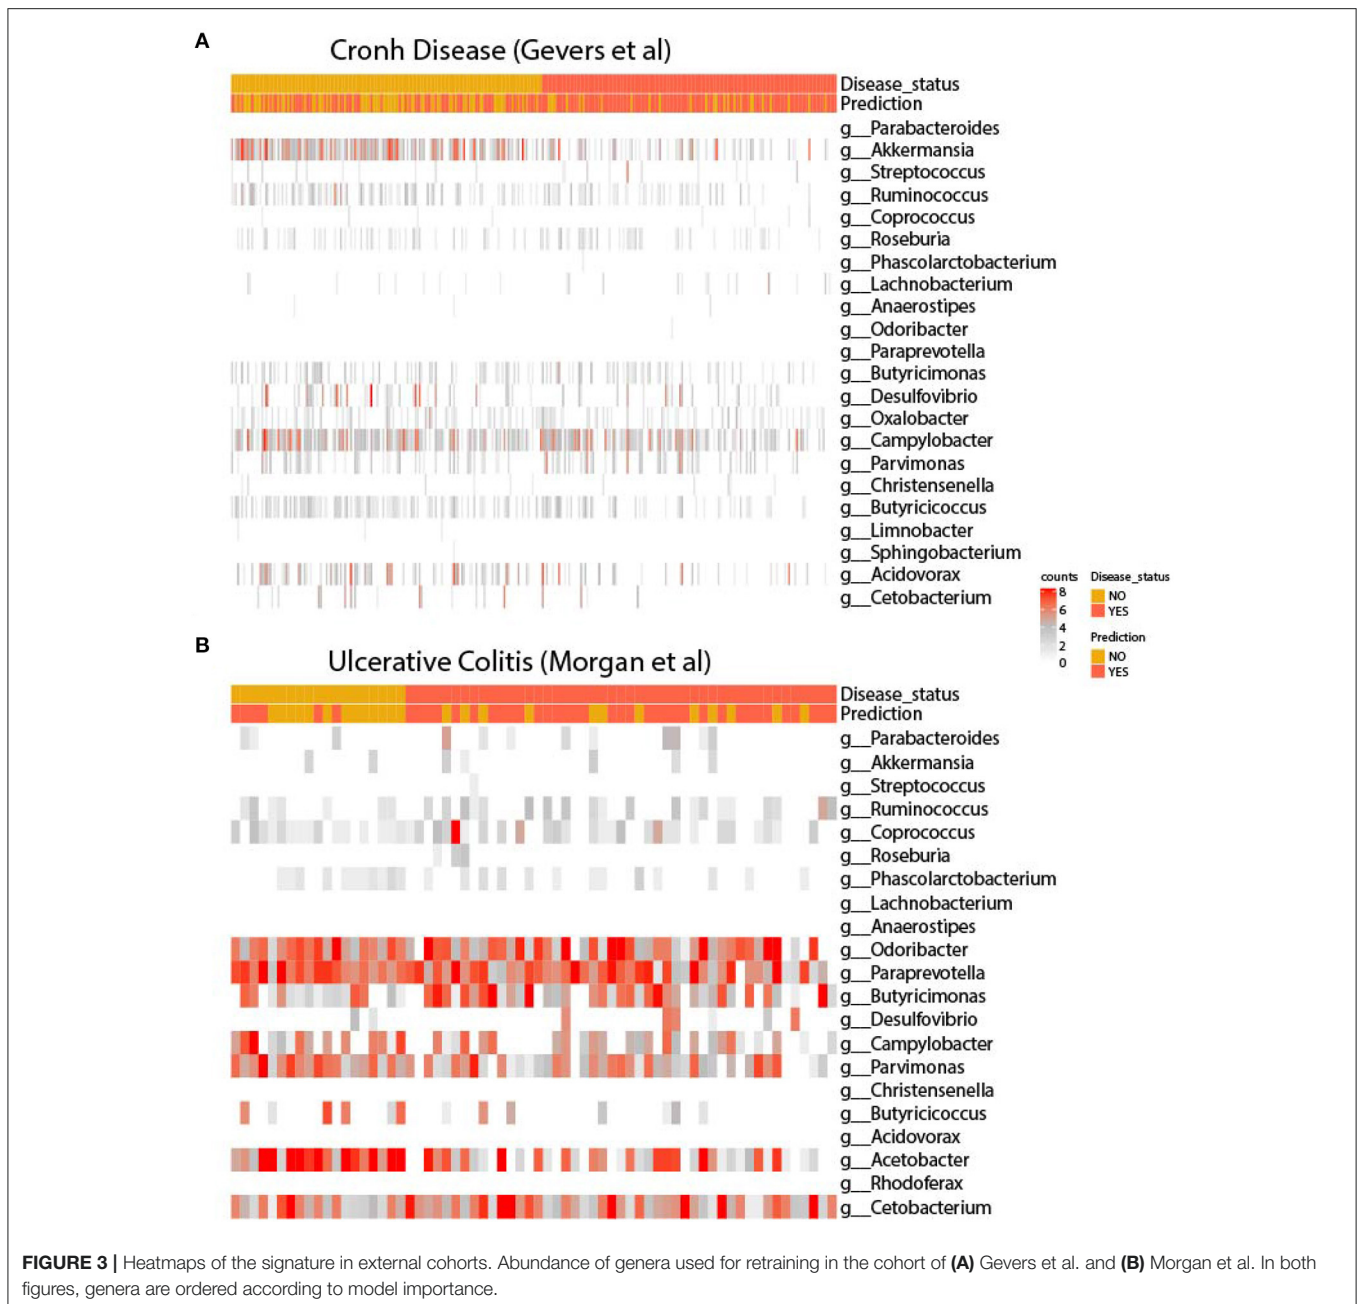 A
Cronh Disease (Gevers et al)
Disease_status
Prediction
g__Parabacteroides
g__Akkermansia
g__Streptococcus
g__Ruminococcus
g__Coprococcus
g__Roseburia
g__Phascolarctobacterium
g__Lachnobacterium
g__Anaerostipes
g__Odoribacter
g__Paraprevotella
g__Butyricimonas
g__Desulfovibrio
g__Oxalobacter
g__Campylobacter
g__Parvimonas
g__Christensenella
g__Butyricicoccus
g__Limnobacter
g__Sphingobacterium
g__Acidovorax
g__Cetobacterium
counts
8
6
4
2
0
Disease_status
NO
YES
Prediction
NO
YES
B
Ulcerative Colitis (Morgan et al)
Disease_status
Prediction
g__Parabacteroides
g__Akkermansia
g__Streptococcus
g__Ruminococcus
g__Coprococcus
g__Roseburia
g__Phascolarctobacterium
g__Lachnobacterium
g__Anaerostipes
g__Odoribacter
g__Paraprevotella
g__Butyricimonas
g__Desulfovibrio
g__Campylobacter
g__Parvimonas
g__Christensenella
g__Butyricicoccus
g__Acidovorax
g__Acetobacter
g__Rhodoferax
g__Cetobacterium
FIGURE 3 | Heatmaps of the signature in external cohorts. Abundance of genera used for retraining in the cohort of (A) Gevers et al. and (B) Morgan et al. In both
figures, genera are ordered according to model importance.